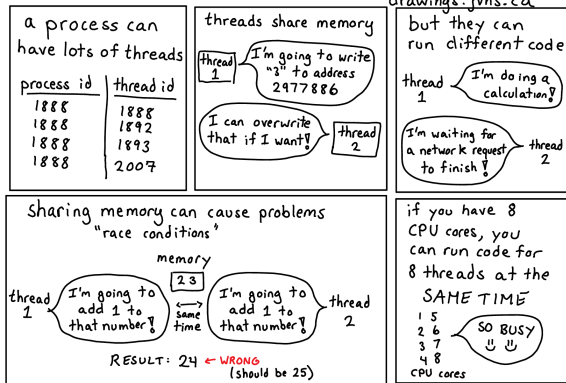 drawings.jvns.ca
a process can
have lots of threads
process id thread id
1888 1888
1888 1892
1888 1893
1888 2007
threads share memory
thread
1
I'm going to write
"3" to address
2977886
I can overwrite
that if I want!
thread
2
but they can
run different code
thread
1
I'm doing a
calculation!
I'm waiting for
a network request
to finish!
thread
2
sharing memory can cause problems
"race conditions"
memory
23
thread
1
I'm going to
add 1 to
that number!
same
time
I'm going to
add 1 to
that number!
thread
2
RESULT: 24 ← WRONG
(should be 25)
if you have 8
CPU cores, you
can run code for
8 threads at the
SAME TIME
1 5
2 6
3 7
4 8
CPU cores
SO BUSY